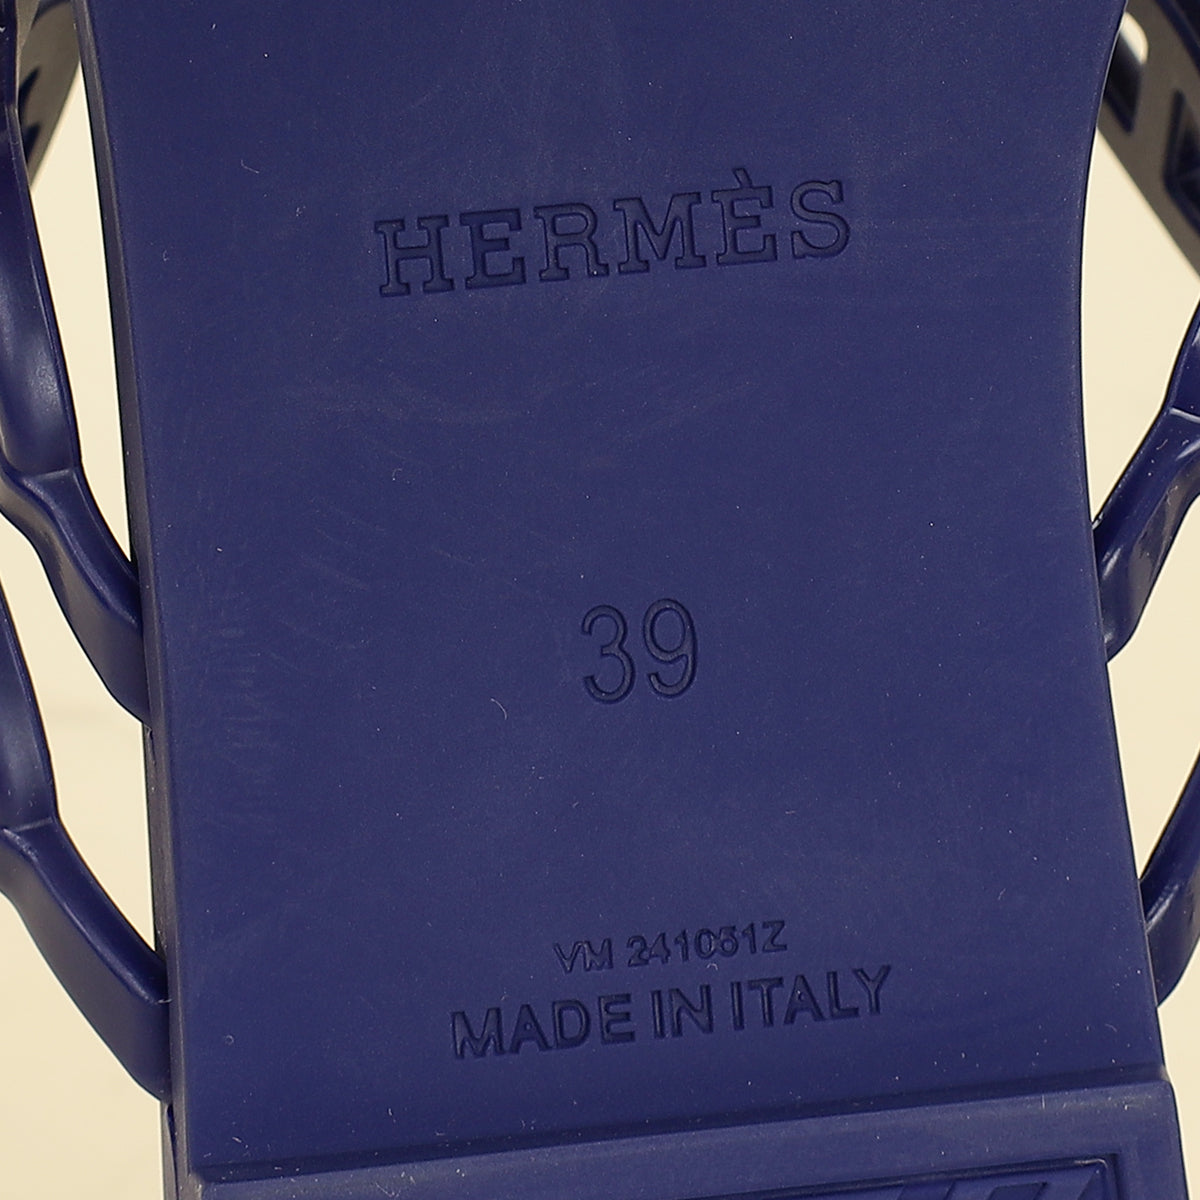 HERMÈS
39
VM 241051Z
MADE IN ITALY